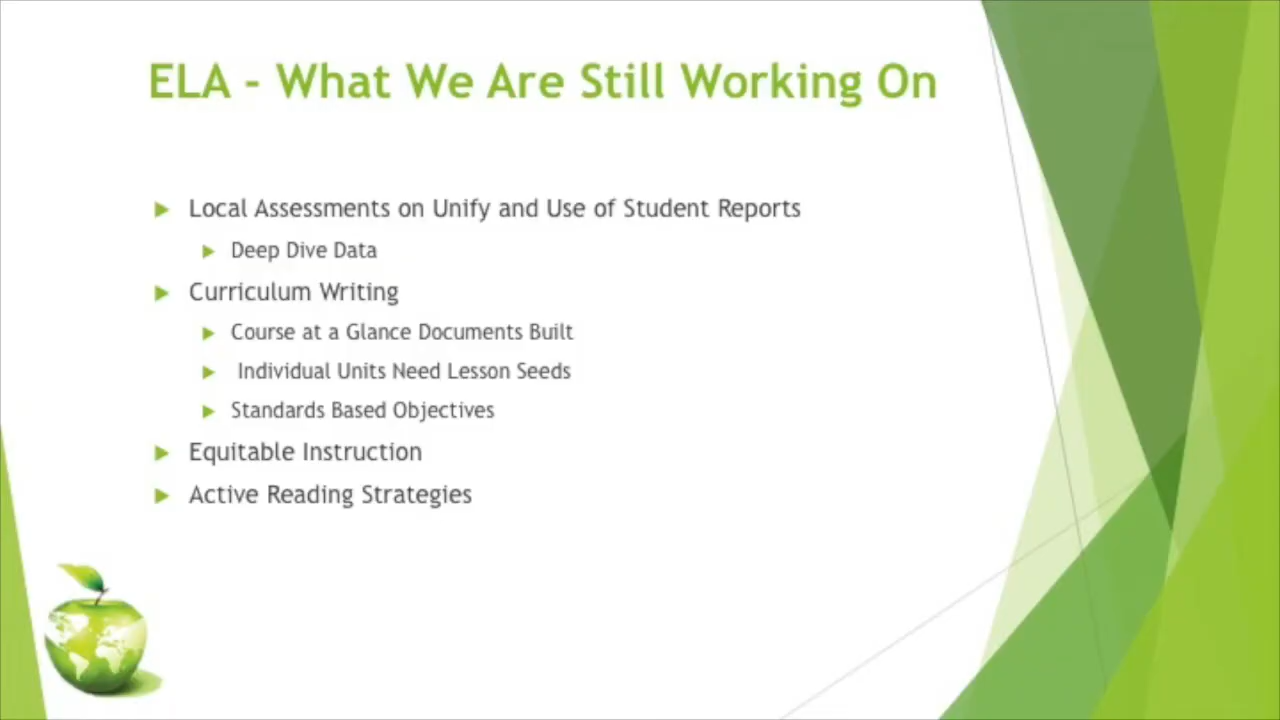 ELA - What We Are Still Working On
Local Assessments on Unify and Use of Student Reports
Deep Dive Data
Curriculum Writing
Course at a Glance Documents Built
Individual Units Need Lesson Seeds
Standards Based Objectives
Equitable Instruction
Active Reading Strategies